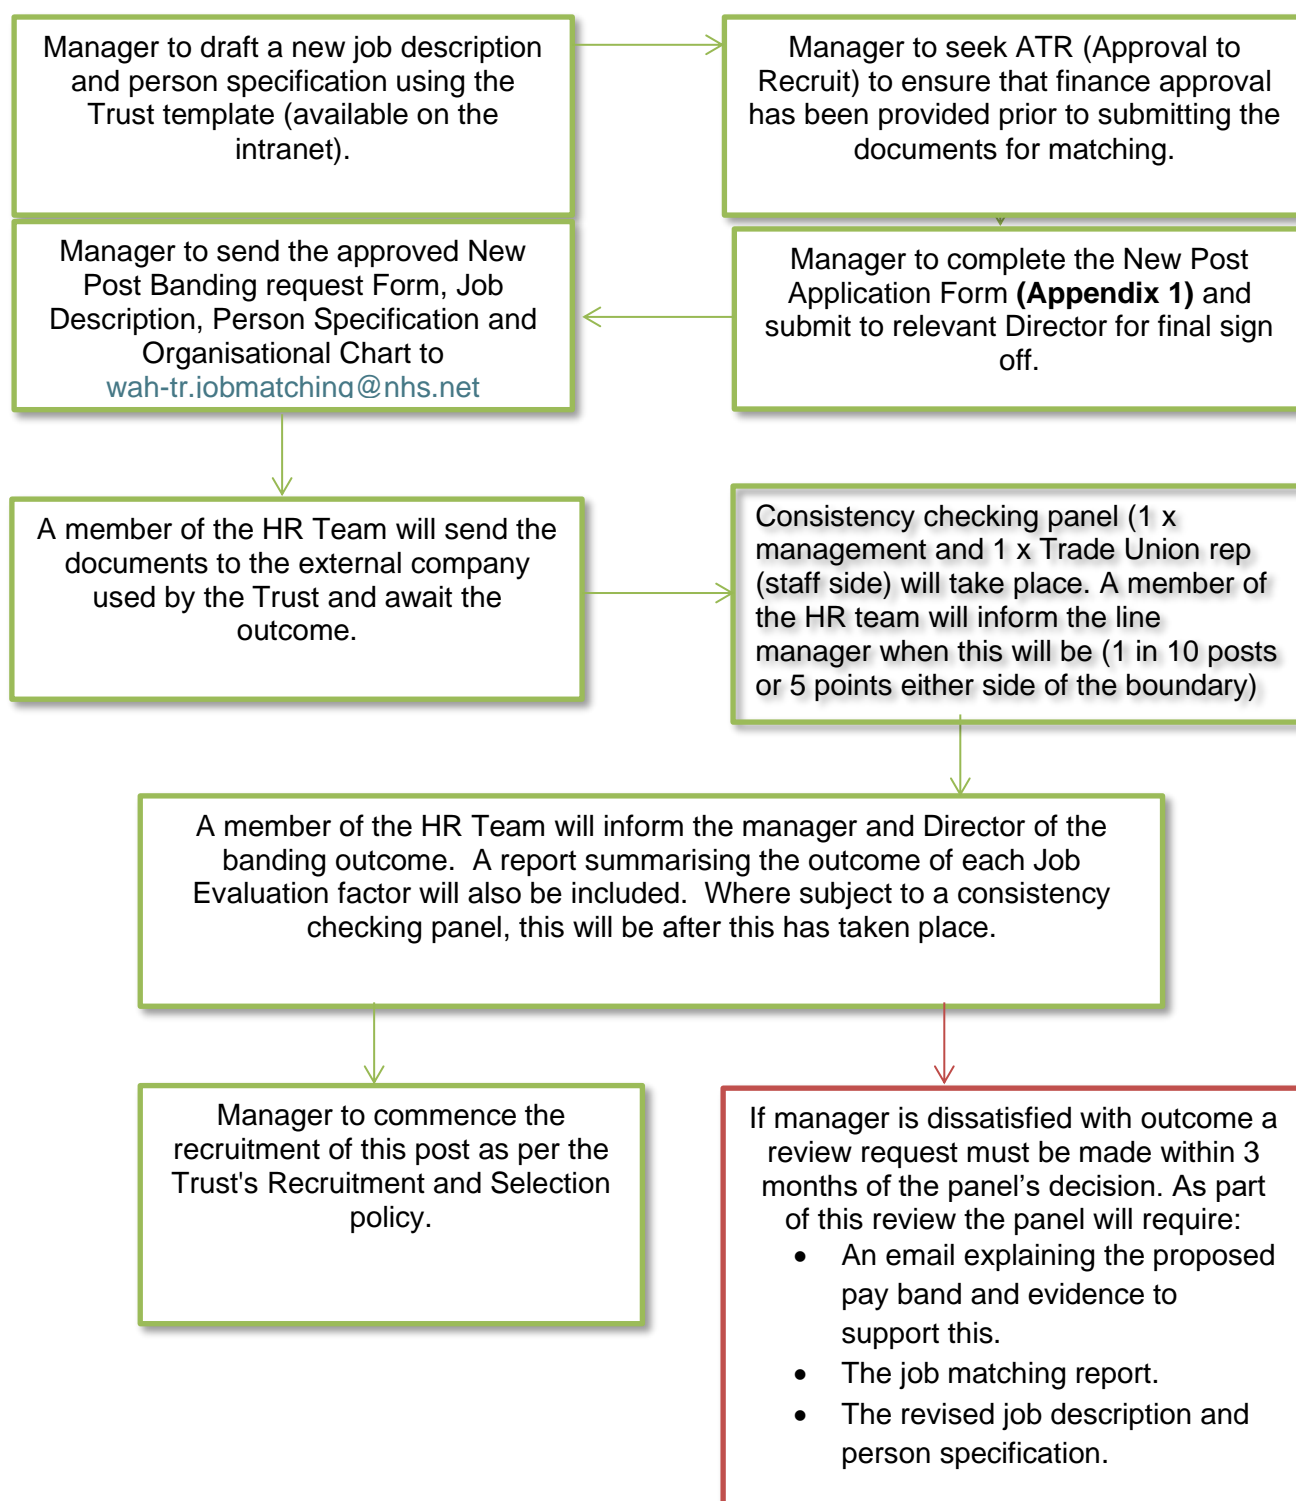 Manager to draft a new job description
and person specification using the
Trust template (available on the
intranet).
Manager to seek ATR (Approval to
Recruit) to ensure that finance approval
has been provided prior to submitting the
documents for matching.
Manager to complete the New Post
Application Form (Appendix 1) and
submit to relevant Director for final sign
off.
Manager to send the approved New
Post Banding request Form, Job
Description, Person Specification and
Organisational Chart to
wah-tr.jobmatching@nhs.net
A member of the HR Team will send the
documents to the external company
used by the Trust and await the
outcome.
Consistency checking panel (1 x
management and 1 x Trade Union rep
(staff side) will take place. A member of
the HR team will inform the line
manager when this will be (1 in 10 posts
or 5 points either side of the boundary)
A member of the HR Team will inform the manager and Director of the
banding outcome. A report summarising the outcome of each Job
Evaluation factor will also be included. Where subject to a consistency
checking panel, this will be after this has taken place.
Manager to commence the
recruitment of this post as per the
Trust's Recruitment and Selection
policy.
If manager is dissatisfied with outcome a
review request must be made within 3
months of the panel’s decision. As part
of this review the panel will require:
• An email explaining the proposed
pay band and evidence to
support this.
• The job matching report.
• The revised job description and
person specification.